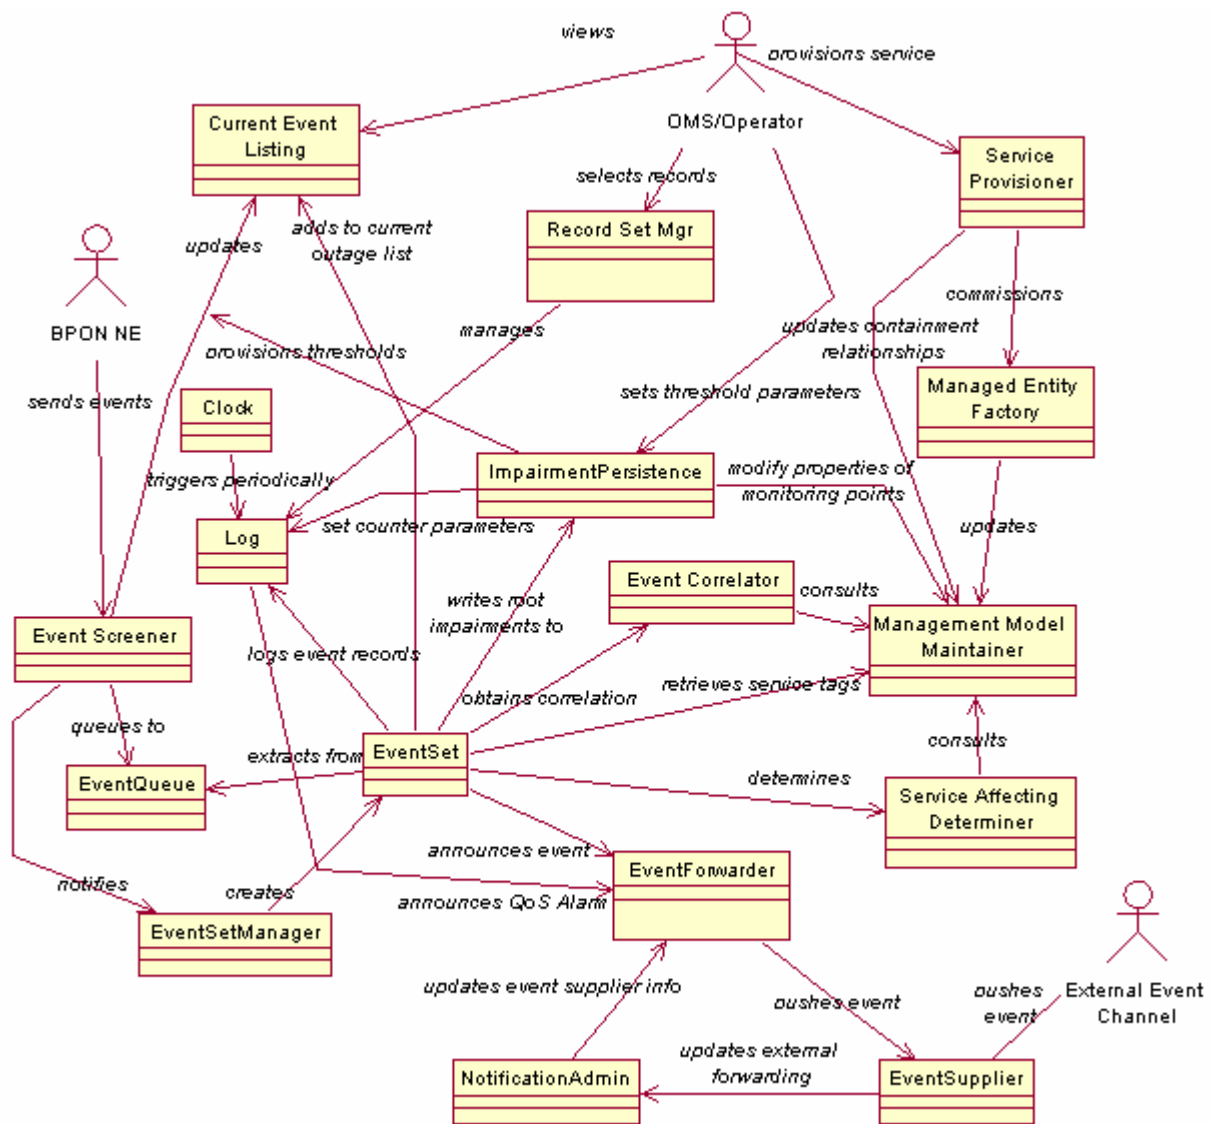 views
provisions service
OMS/Operator
Current Event
Listing
Service
Provisioner
selects records
Record Set Mgr
updates
adds to current
outage list
BPON NE
commissions
manages
updates containment
relationships
provisions thresholds
sends events
Clock
sets threshold parameters
Managed Entity
Factory
triggers periodically
ImpairmentPersistence
modify properties of
monitoring points
set counter parameters
Log
updates
Event Correlator
consults
writes root
impairments to
Event Screener
Management Model
Maintainer
logs event records
obtains correlation
retrieves service tags
queues to
extracts from
EventSet
consults
EventQueue
determines
Service Affecting
Determiner
announces event
EventForwarder
notifies
creates
announces QoS Alarm
EventSetManager
updates event supplier info
pushes event
pushes
event
External Event
Channel
updates external
forwarding
NotificationAdmin
EventSupplier